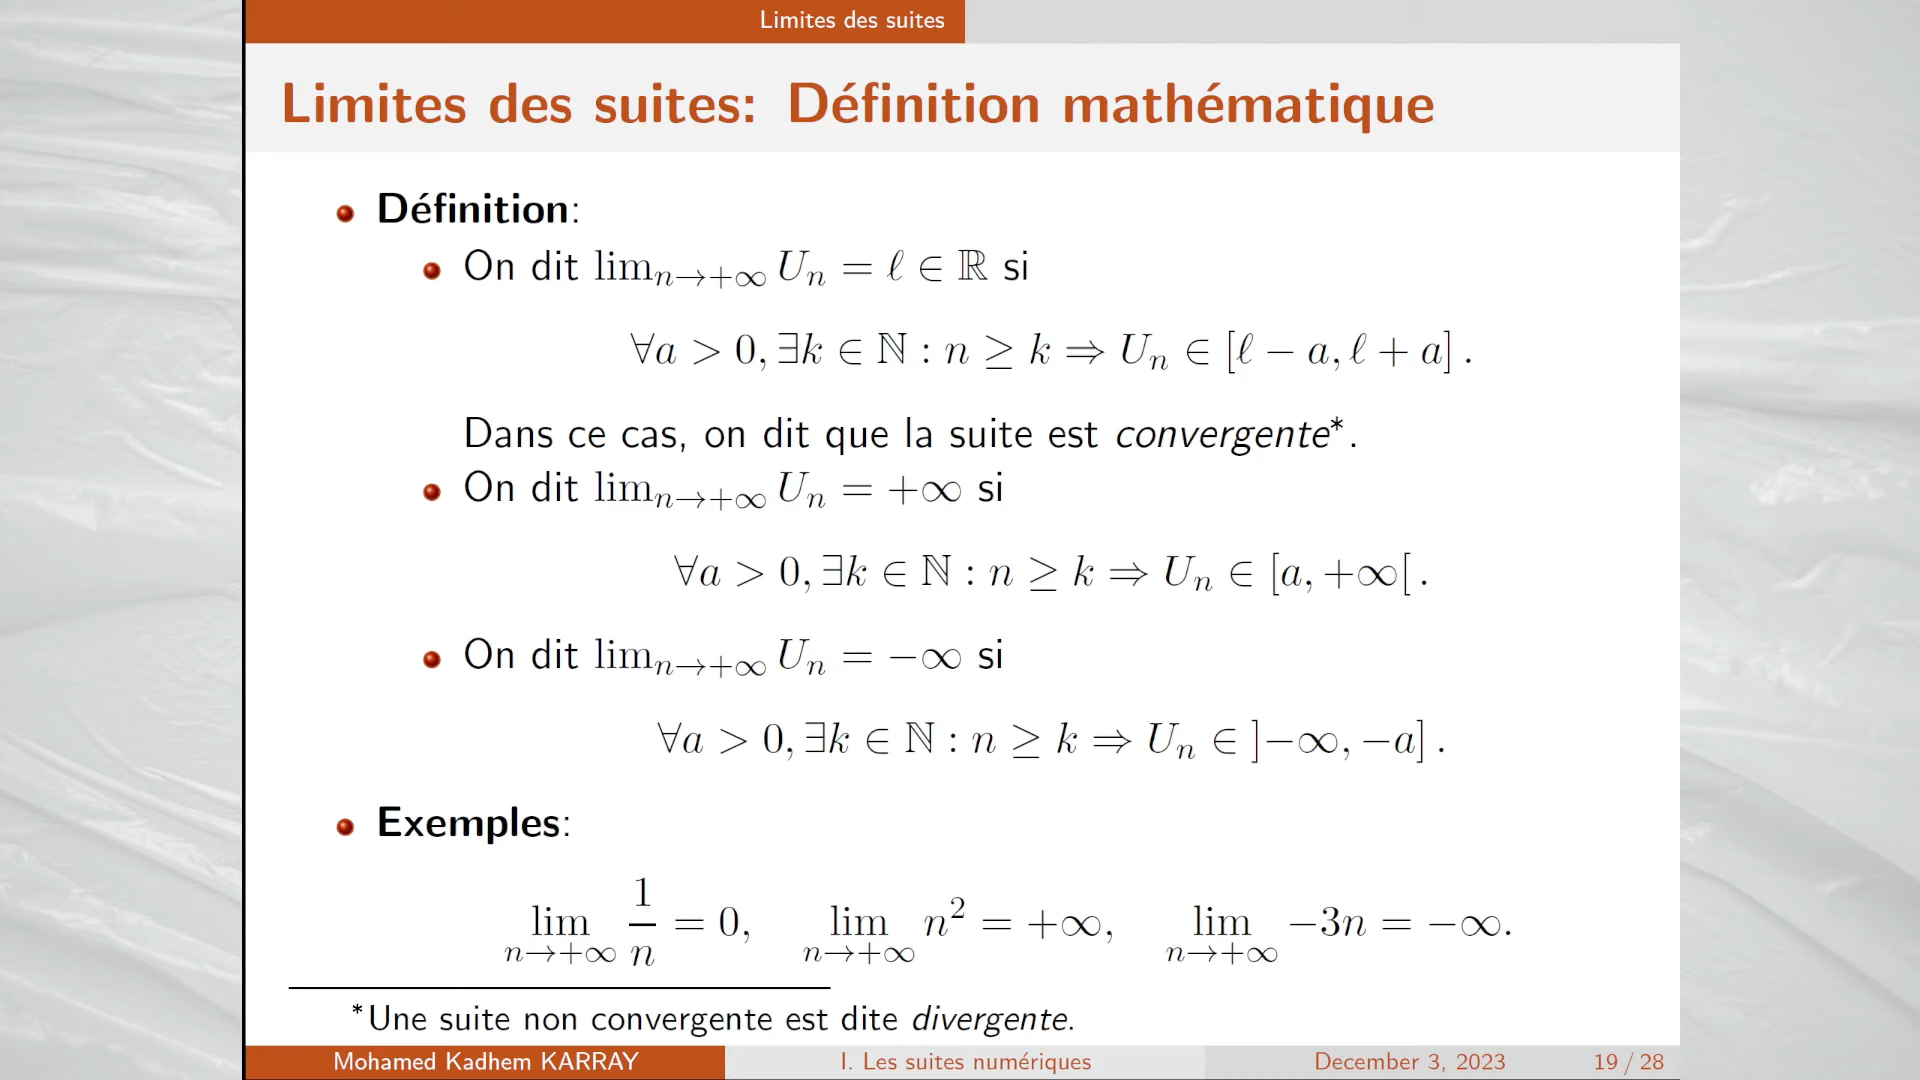 Limites des suites
Limites des suites: Définition mathématique
Définition:
On dit lim_{n→+∞} U_n = ℓ ∈ ℝ si
∀a > 0, ∃k ∈ ℕ : n ≥ k ⇒ U_n ∈ [ℓ − a, ℓ + a] .
Dans ce cas, on dit que la suite est convergente*.
On dit lim_{n→+∞} U_n = +∞ si
∀a > 0, ∃k ∈ ℕ : n ≥ k ⇒ U_n ∈ [a, +∞[ .
On dit lim_{n→+∞} U_n = −∞ si
∀a > 0, ∃k ∈ ℕ : n ≥ k ⇒ U_n ∈ ]−∞, −a] .
Exemples:
lim_{n→+∞} 1/n = 0, lim_{n→+∞} n² = +∞, lim_{n→+∞} −3n = −∞.
*Une suite non convergente est dite divergente.
Mohamed Kadhem KARRAY I. Les suites numériques December 3, 2023 19 / 28